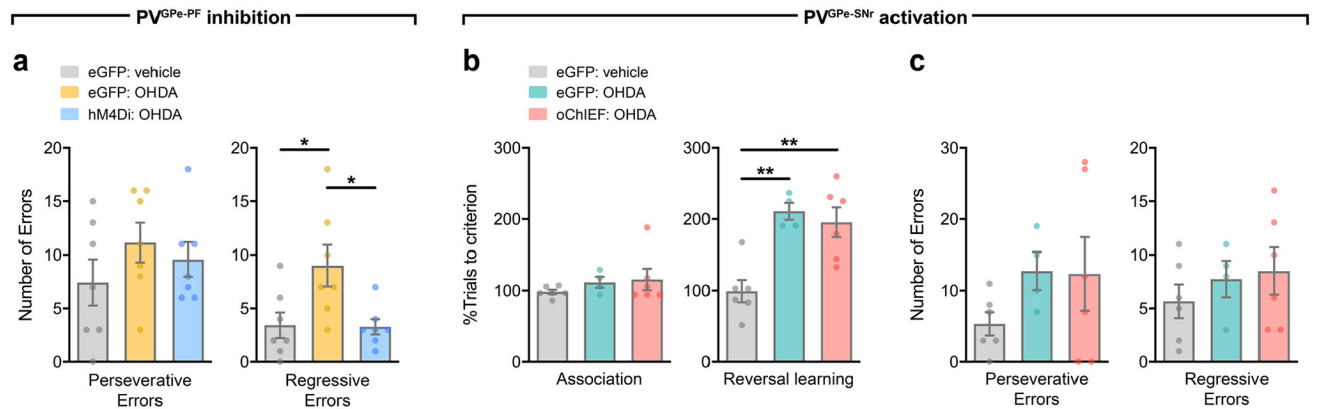 PV^GPe-PF inhibition
PV^GPe-SNr activation
a
eGFP: vehicle
eGFP: OHDA
hM4Di: OHDA
Number of Errors
20
15
10
5
0
Perseverative
Errors
20
15
10
5
0
*
*
Regressive
Errors
b
eGFP: vehicle
eGFP: OHDA
oChIEF: OHDA
%Trials to criterion
300
200
100
0
Association
300
200
100
0
**
**
Reversal learning
c
Number of Errors
30
20
10
0
Perseverative
Errors
20
15
10
5
0
Regressive
Errors